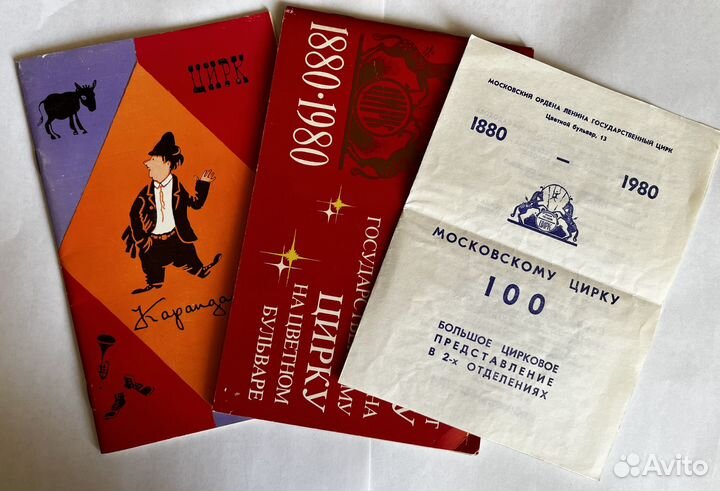 ЦИРК
1880·1980
ГОСУДАРСТВЕ
ЦИРКУ
НА ЦВЕТНОМ
БУЛЬВАРЕ
МОСКОВСКИЙ ОРДЕНА ЛЕНИНА ГОСУДАРСТВЕННЫЙ ЦИРК
Цветной бульвар, 13
1880 — 1980
МОСКОВСКОМУ ЦИРКУ
100
БОЛЬШОЕ ЦИРКОВОЕ
ПРЕДСТАВЛЕНИЕ
В 2-х ОТДЕЛЕНИЯХ
Каранда
Avito